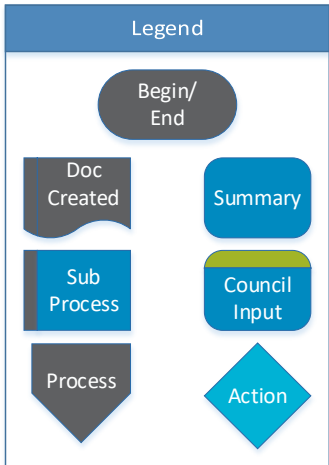 Legend
Begin/
End
Doc
Created
Summary
Sub
Process
Council
Input
Process
Action